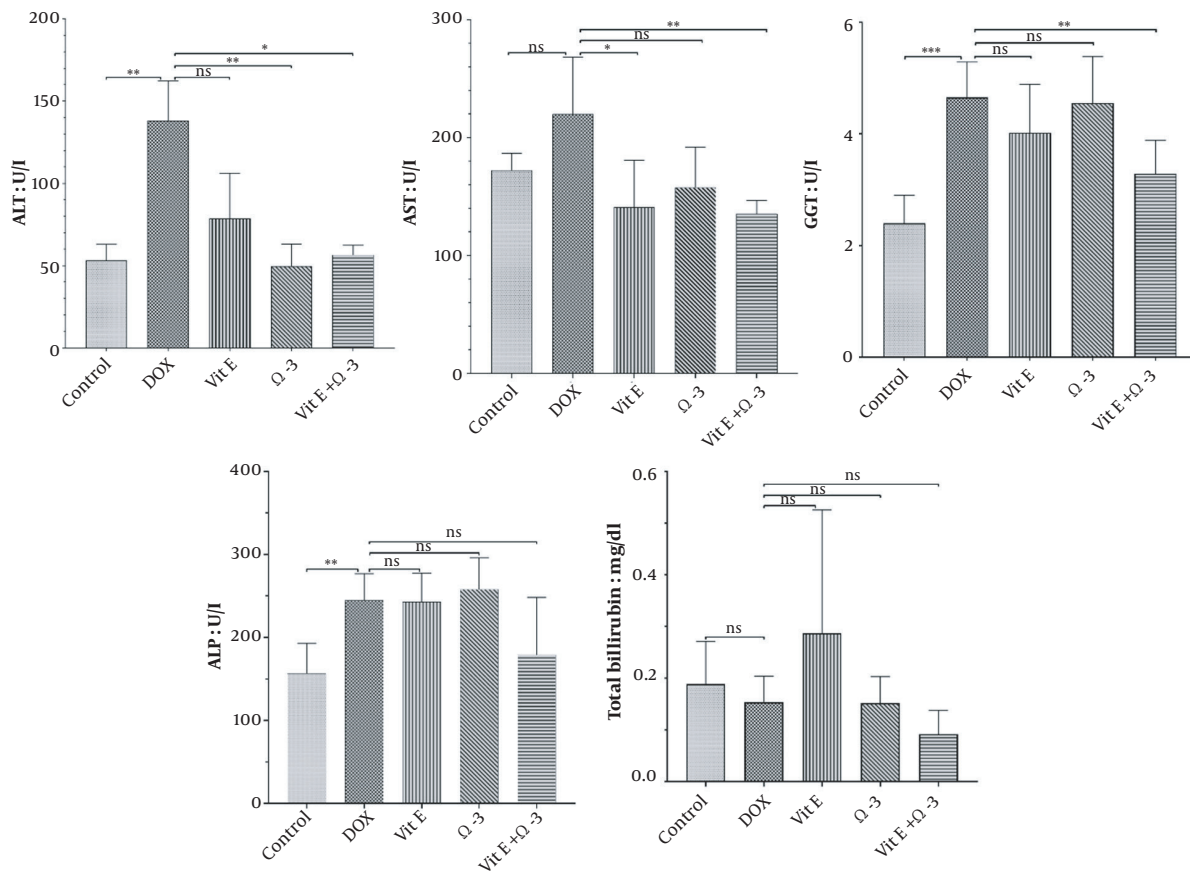 200
150
100
50
0
ALT : U/I
**
ns
**
*
Control
DOX
Vit E
Ω -3
Vit E+Ω -3
300
200
100
0
AST : U/I
ns
*
ns
**
Control
DOX
Vit E
Ω -3
Vit E +Ω -3
6
4
2
0
GGT : U/I
***
ns
ns
**
Control
DOX
Vit E
Ω -3
Vit E +Ω -3
400
300
200
100
0
ALP : U/I
**
ns
ns
ns
Control
DOX
Vit E
Ω -3
Vit E +Ω -3
0.6
0.4
0.2
0.0
Total billirubin : mg/dl
ns
ns
ns
ns
Control
DOX
Vit E
Ω -3
Vit E +Ω -3